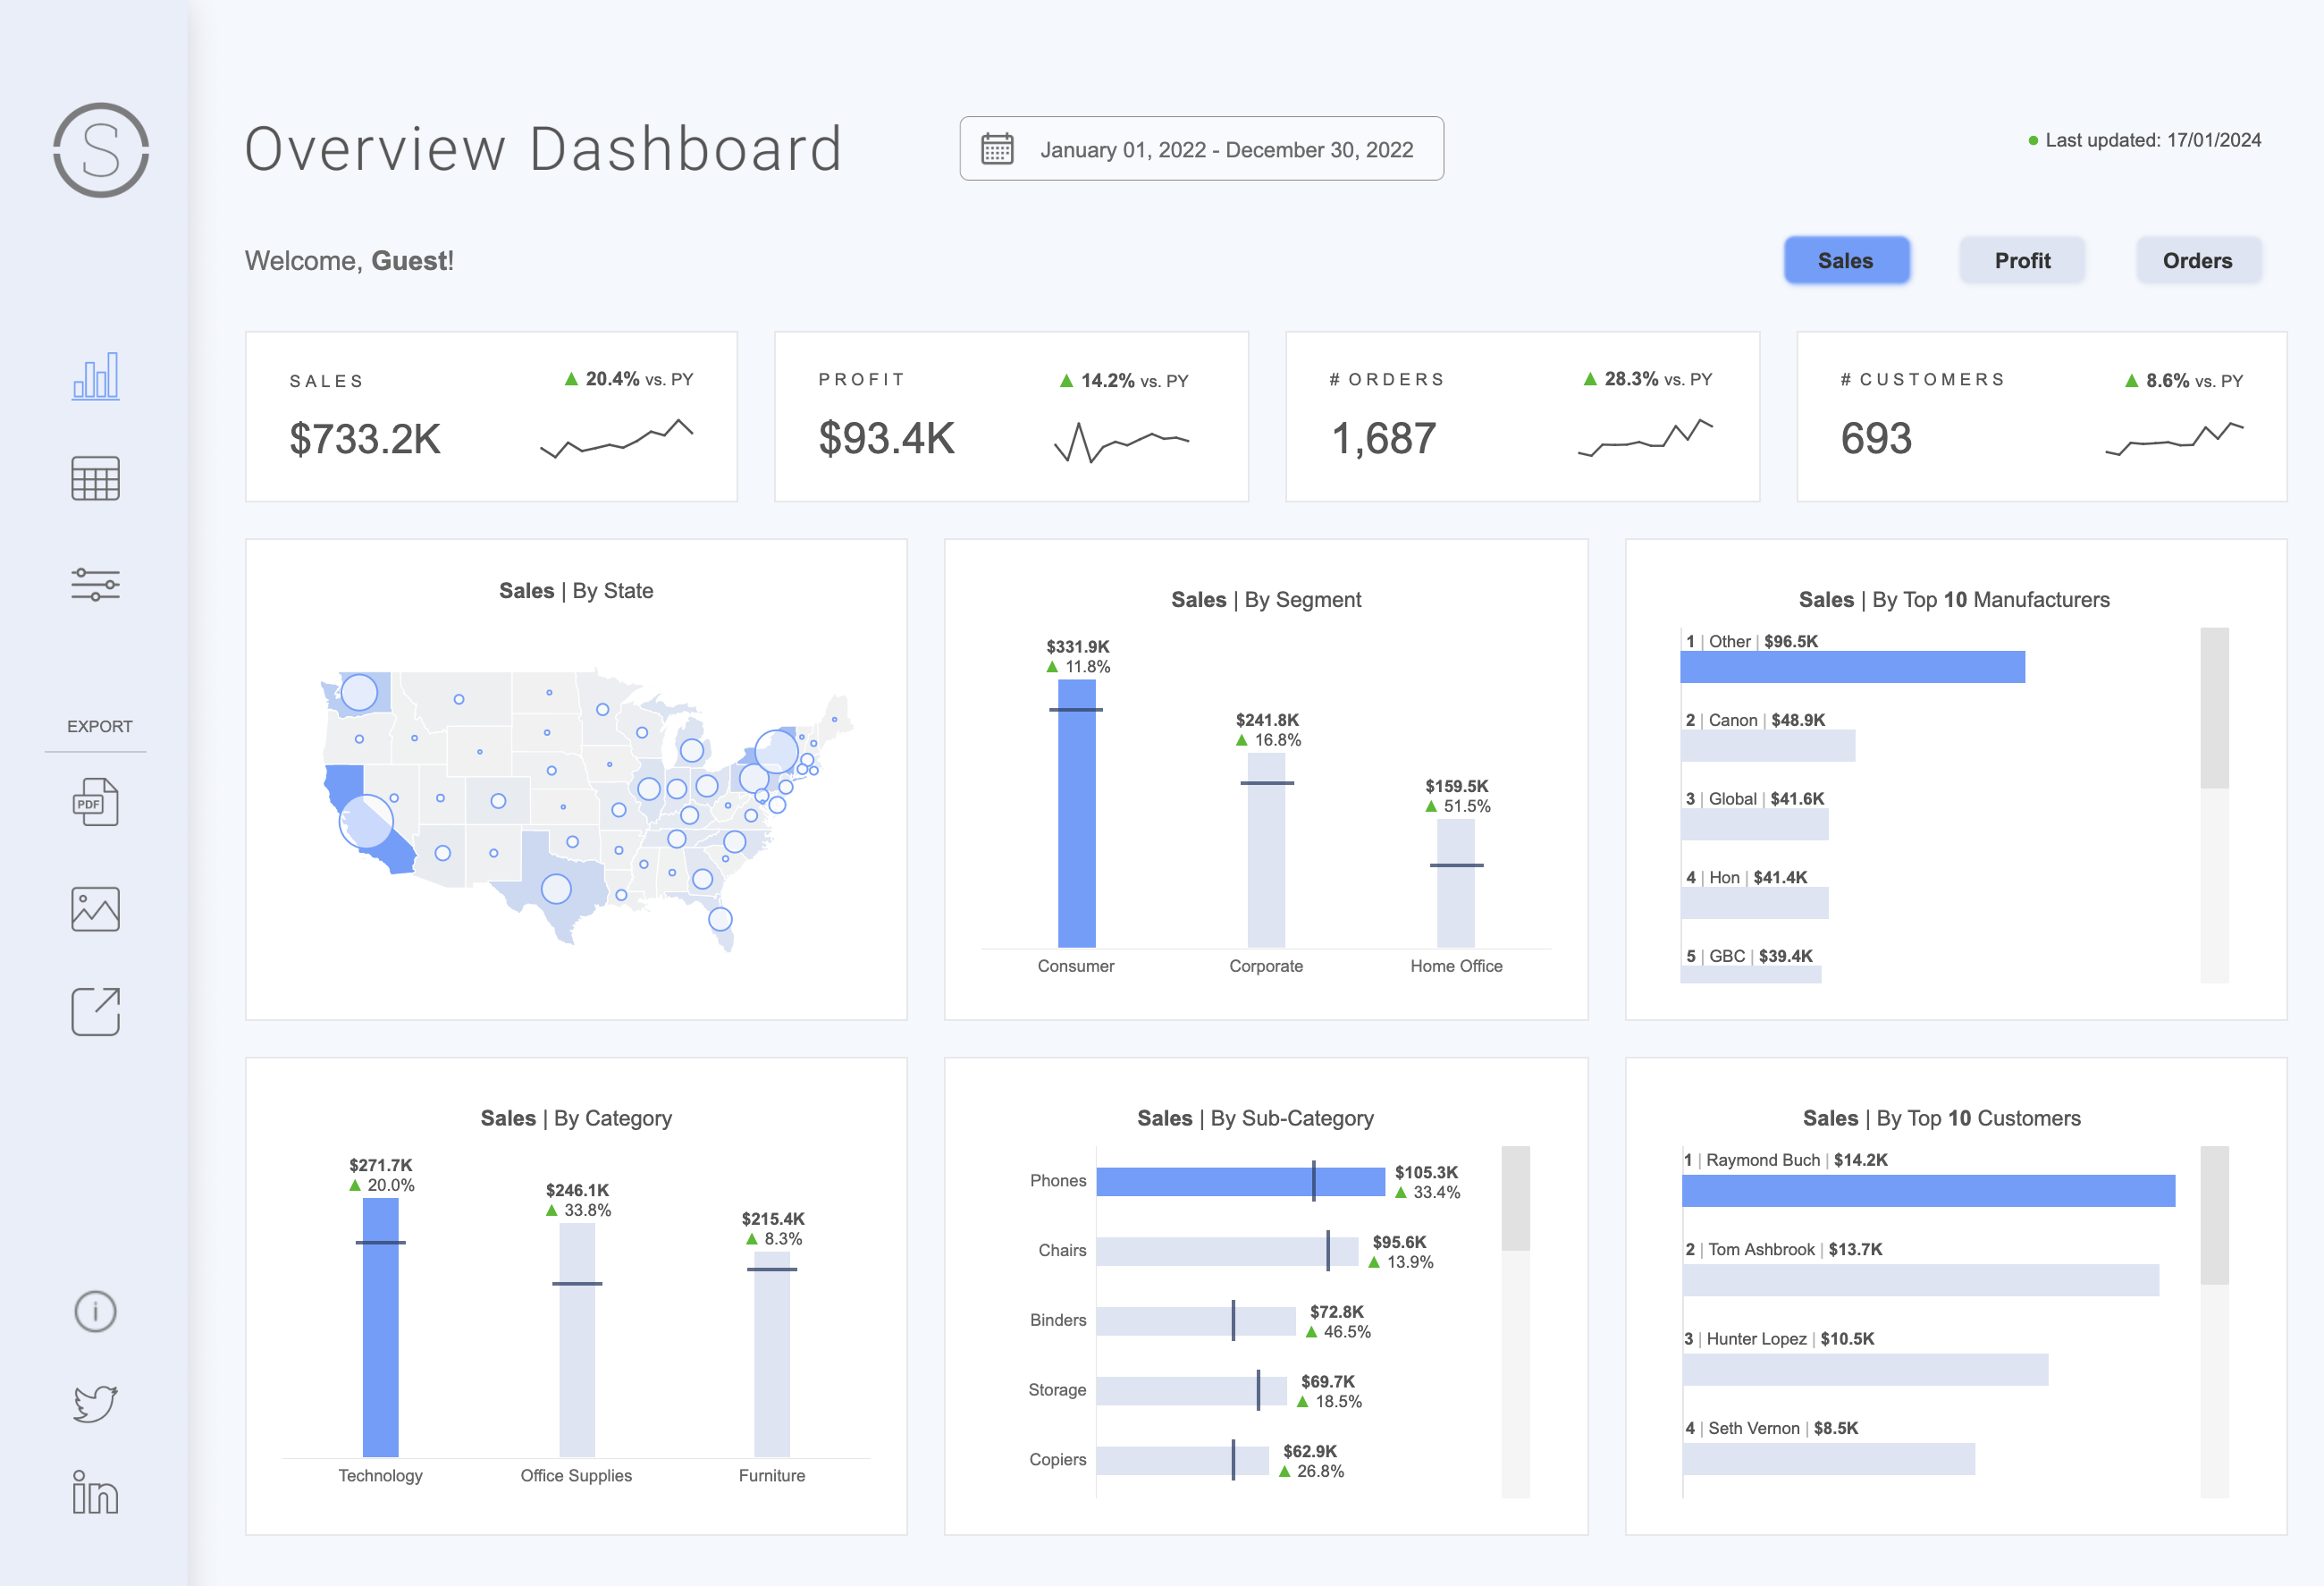 S
Overview Dashboard
January 01, 2022 - December 30, 2022
Last updated: 17/01/2024
Welcome, Guest!
Sales
Profit
Orders
SALES
▲ 20.4% vs. PY
$733.2K
PROFIT
▲ 14.2% vs. PY
$93.4K
# ORDERS
▲ 28.3% vs. PY
1,687
# CUSTOMERS
▲ 8.6% vs. PY
693
EXPORT
PDF
i
in
Sales | By State
Sales | By Segment
$331.9K
▲ 11.8%
$241.8K
▲ 16.8%
$159.5K
▲ 51.5%
Consumer
Corporate
Home Office
Sales | By Top 10 Manufacturers
1 | Other | $96.5K
2 | Canon | $48.9K
3 | Global | $41.6K
4 | Hon | $41.4K
5 | GBC | $39.4K
Sales | By Category
$271.7K
▲ 20.0%
$246.1K
▲ 33.8%
$215.4K
▲ 8.3%
Technology
Office Supplies
Furniture
Sales | By Sub-Category
Phones
$105.3K
▲ 33.4%
Chairs
$95.6K
▲ 13.9%
Binders
$72.8K
▲ 46.5%
Storage
$69.7K
▲ 18.5%
Copiers
$62.9K
▲ 26.8%
Sales | By Top 10 Customers
1 | Raymond Buch | $14.2K
2 | Tom Ashbrook | $13.7K
3 | Hunter Lopez | $10.5K
4 | Seth Vernon | $8.5K